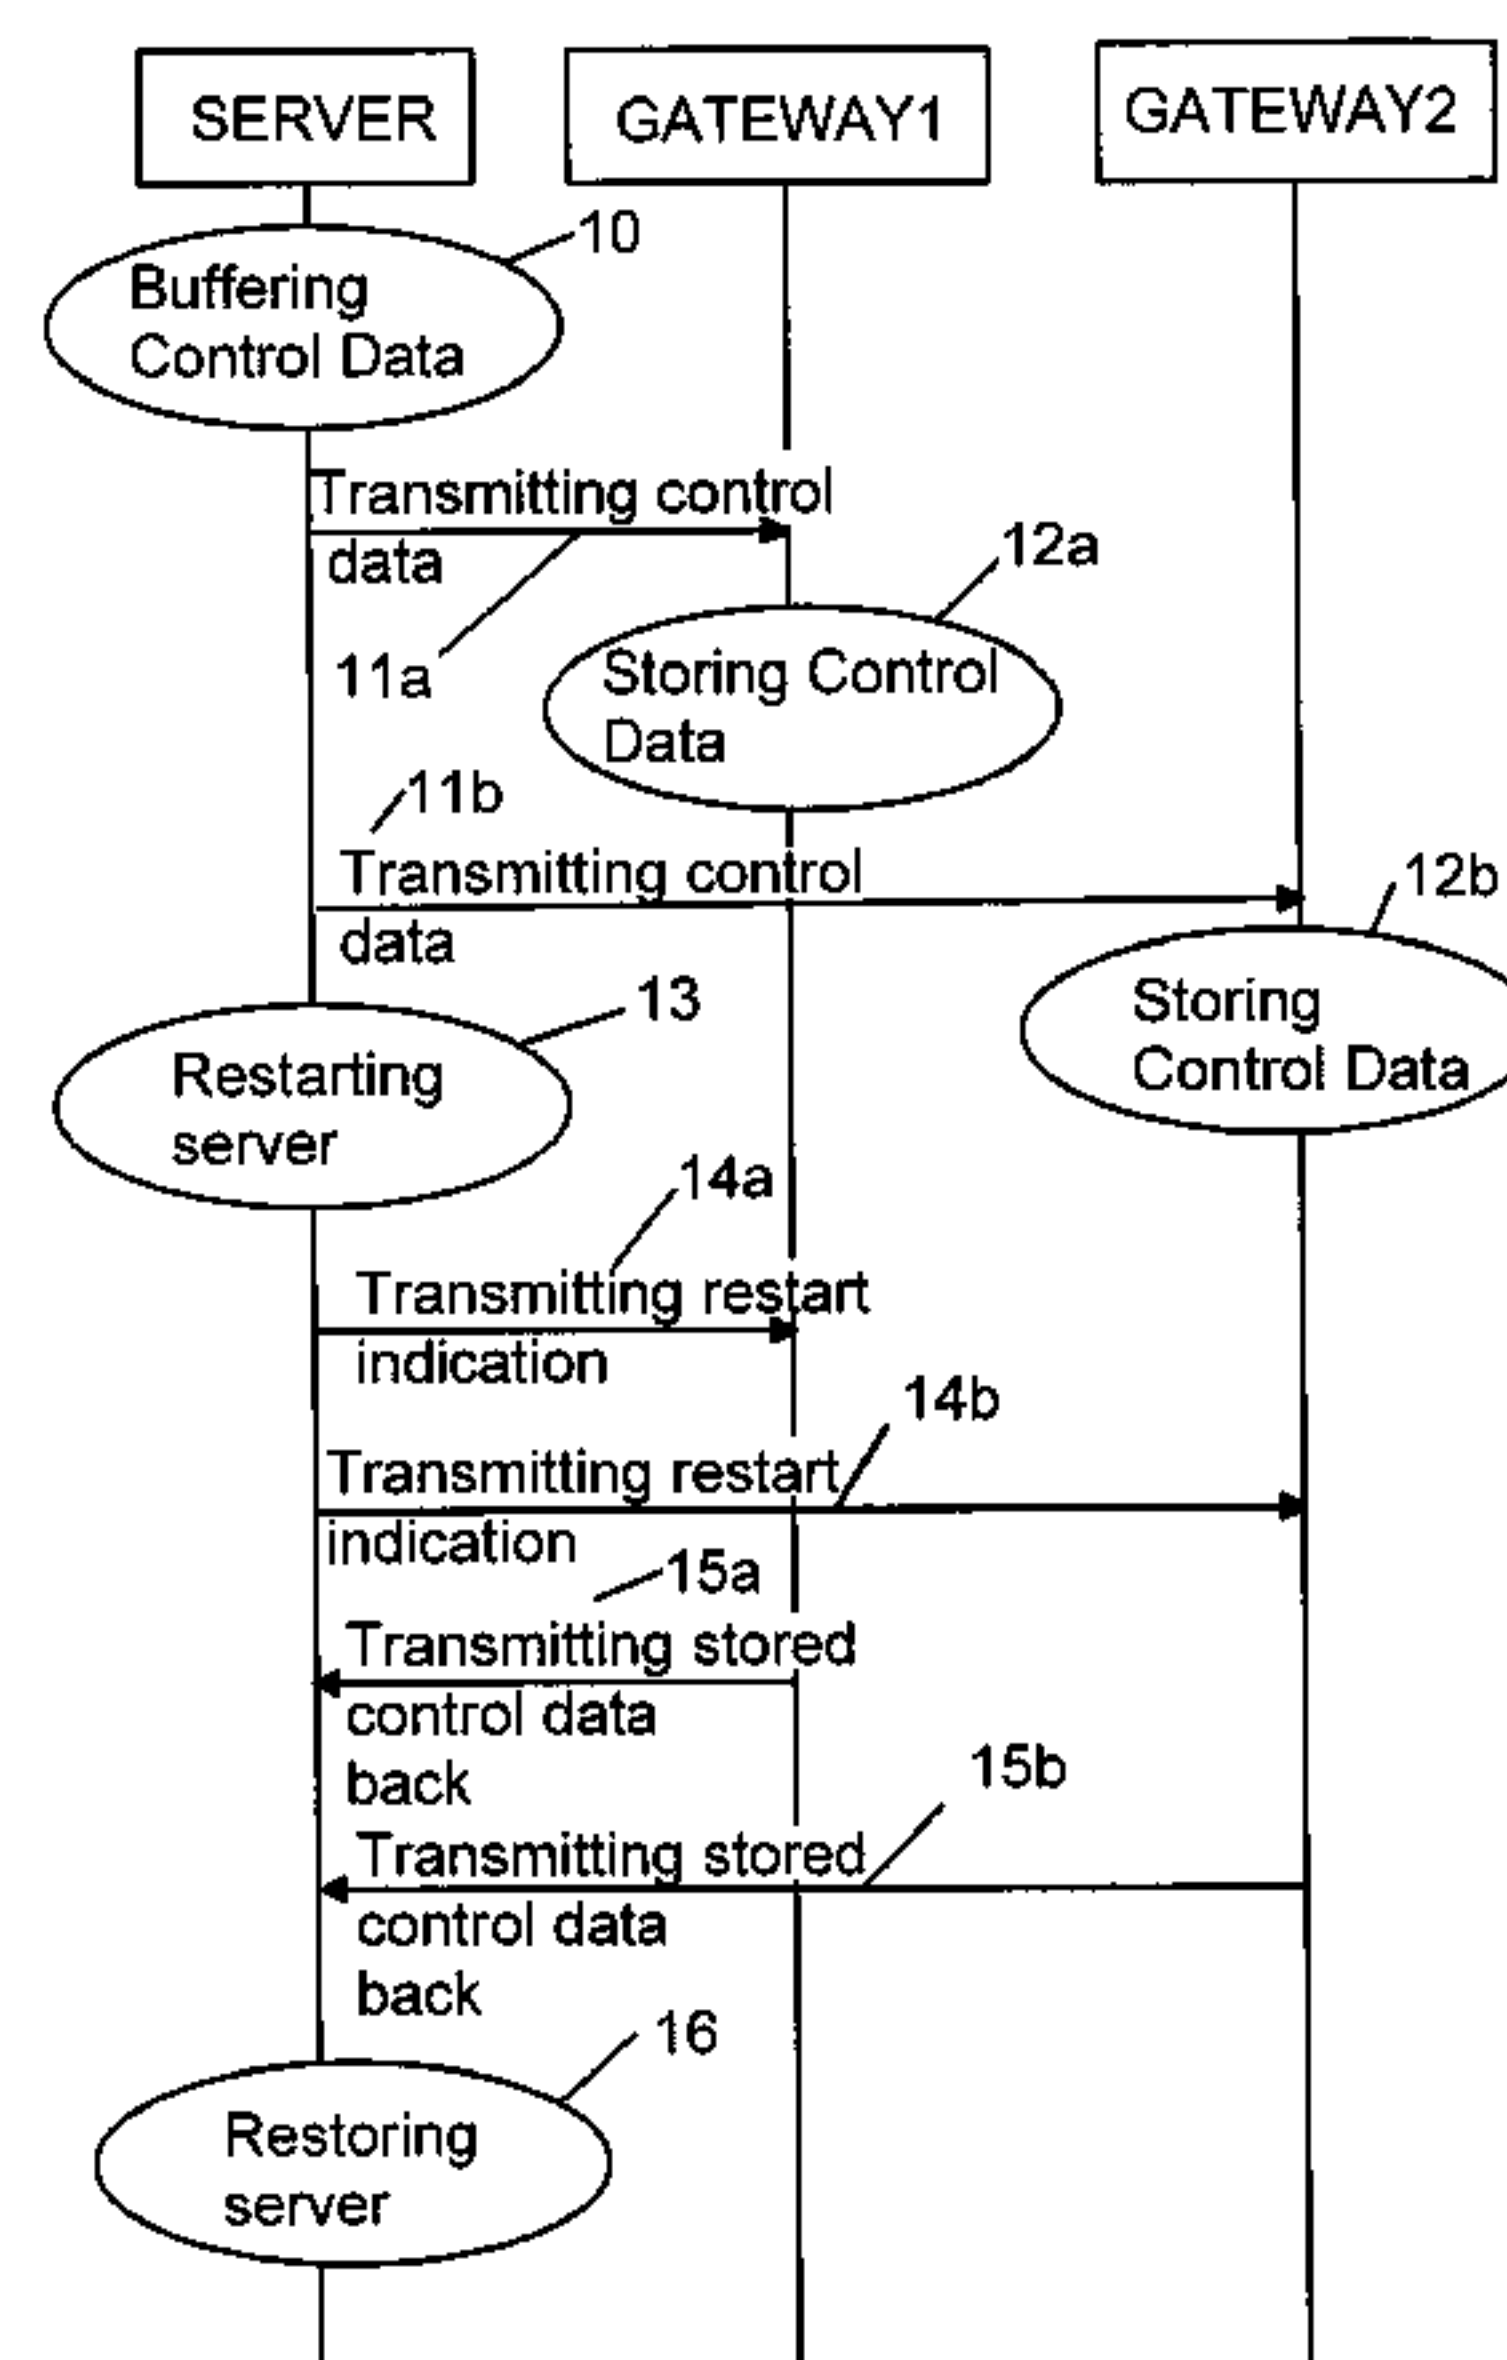 SERVER
GATEWAY1
GATEWAY2
10
Buffering
Control Data
Transmitting control
data
11a
12a
Storing Control
Data
11b
Transmitting control
data
12b
Storing
Control Data
13
Restarting
server
14a
Transmitting restart
indication
14b
Transmitting restart
indication
15a
Transmitting stored
control data
back
15b
Transmitting stored
control data
back
16
Restoring
server